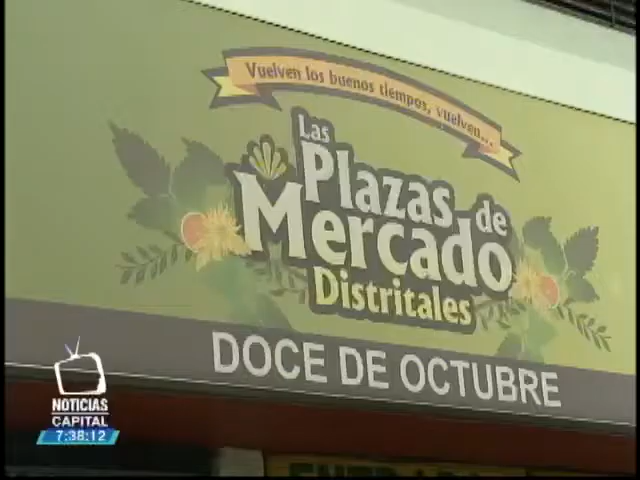 Vuelven los buenos tiempos, vuelven...
Las
Plazas de
Mercado
Distritales
DOCE DE OCTUBRE
NOTICIAS
CAPITAL
7:38:12